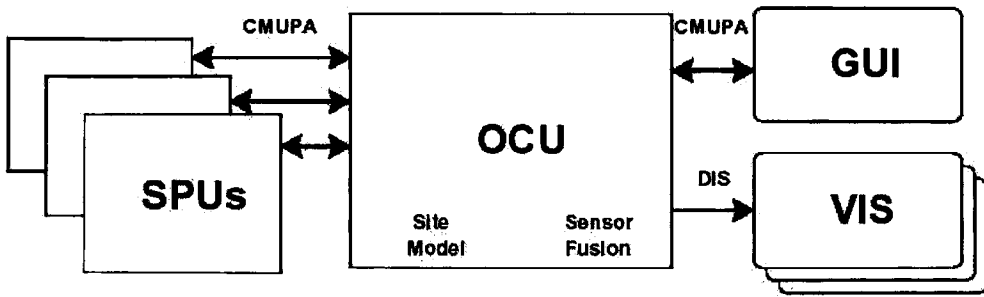 CMUPA
CMUPA
GUI
OCU
SPUs
DIS
VIS
Site
Model
Sensor
Fusion